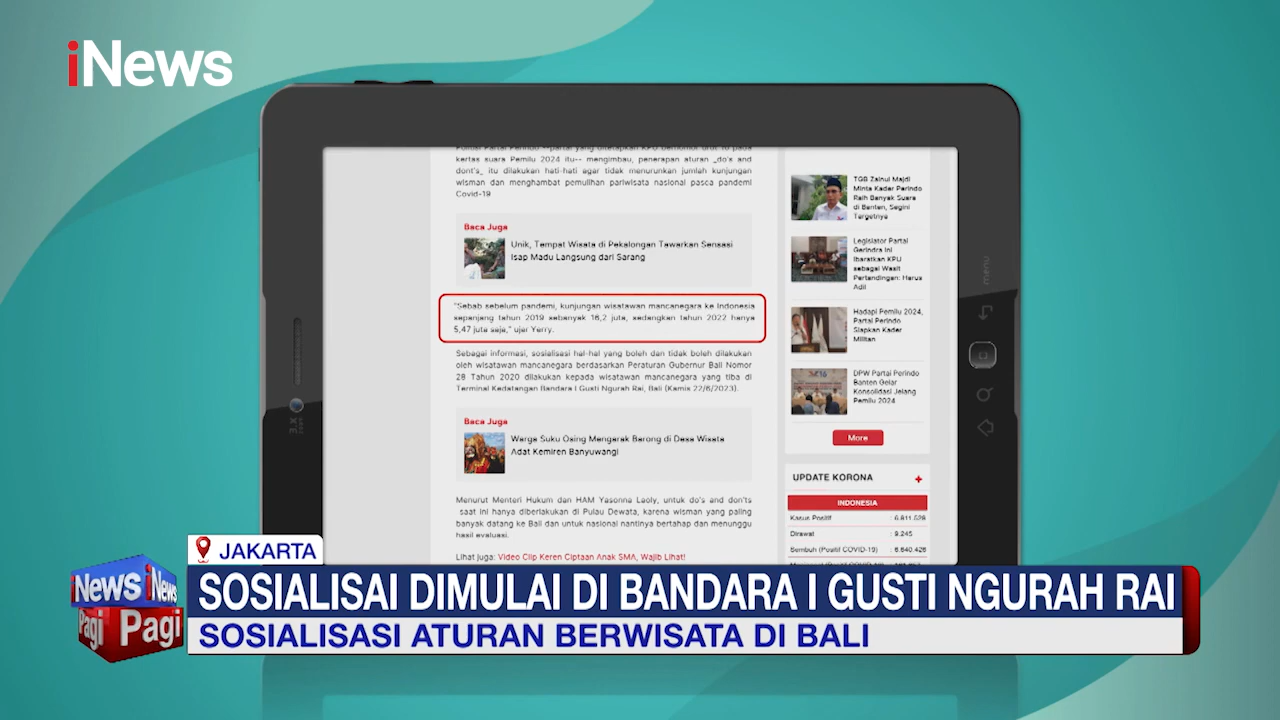 iNews
Politisi Partai Perindo --partai yang ditetapkan KPU bernomor urut 16 pada
kertas suara Pemilu 2024 itu-- mengimbau, penerapan aturan _do's and
dont's_ itu dilakukan hati-hati agar tidak menurunkan jumlah kunjungan
wisman dan menghambat pemulihan pariwisata nasional pasca pandemi
Covid-19
Baca Juga
Unik, Tempat Wisata di Pekalongan Tawarkan Sensasi
Isap Madu Langsung dari Sarang
"Sebab sebelum pandemi, kunjungan wisatawan mancanegara ke Indonesia
sepanjang tahun 2019 sebanyak 16,2 juta, sedangkan tahun 2022 hanya
5,47 juta saja," ujar Yerry.
Sebagai informasi, sosialisasi hal-hal yang boleh dan tidak boleh dilakukan
oleh wisatawan mancanegara berdasarkan Peraturan Gubernur Bali Nomor
28 Tahun 2020 dilakukan kepada wisatawan mancanegara yang tiba di
Terminal Kedatangan Bandara I Gusti Ngurah Rai, Bali (Kamis 22/6/2023).
Baca Juga
Warga Suku Osing Mengarak Barong di Desa Wisata
Adat Kemiren Banyuwangi
Menurut Menteri Hukum dan HAM Yasonna Laoly, untuk do's and don'ts
saat ini hanya diberlakukan di Pulau Dewata, karena wisman yang paling
banyak datang ke Bali dan untuk nasional nantinya bertahap dan menunggu
hasil evaluasi.
Lihat juga: Video Clip Keren Ciptaan Anak SMA, Wajib Lihat!
TGB Zainul Majdi
Minta Kader Perindo
Raih Banyak Suara
di Banten, Segini
Targetnya
Legislator Partai
Gerindra Ini
Ibaratkan KPU
sebagai Wasit
Pertandingan: Harus
Adil
Hadapi Pemilu 2024,
Partai Perindo
Siapkan Kader
Militan
DPW Partai Perindo
Banten Gelar
Konsolidasi Jelang
Pemilu 2024
More
UPDATE KORONA +
INDONESIA
Kasus Positif : 6.811.528
Dirawat : 9.245
Sembuh (Positif COVID-19) : 6.640.426
menu
JAKARTA
SOSIALISAI DIMULAI DI BANDARA I GUSTI NGURAH RAI
SOSIALISASI ATURAN BERWISATA DI BALI
iNews
Pagi
iNews
Pagi